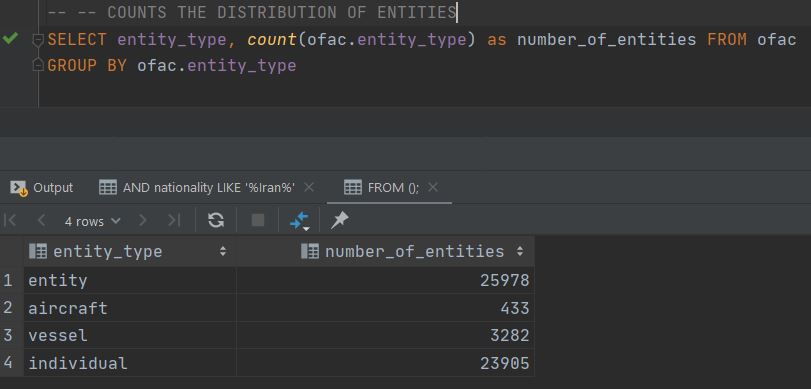 -- -- COUNTS THE DISTRIBUTION OF ENTITIES
SELECT entity_type, count(ofac.entity_type) as number_of_entities FROM ofac
GROUP BY ofac.entity_type
Output AND nationality LIKE '%Iran%' FROM ();
4 rows
entity_type number_of_entities
1 entity 25978
2 aircraft 433
3 vessel 3282
4 individual 23905